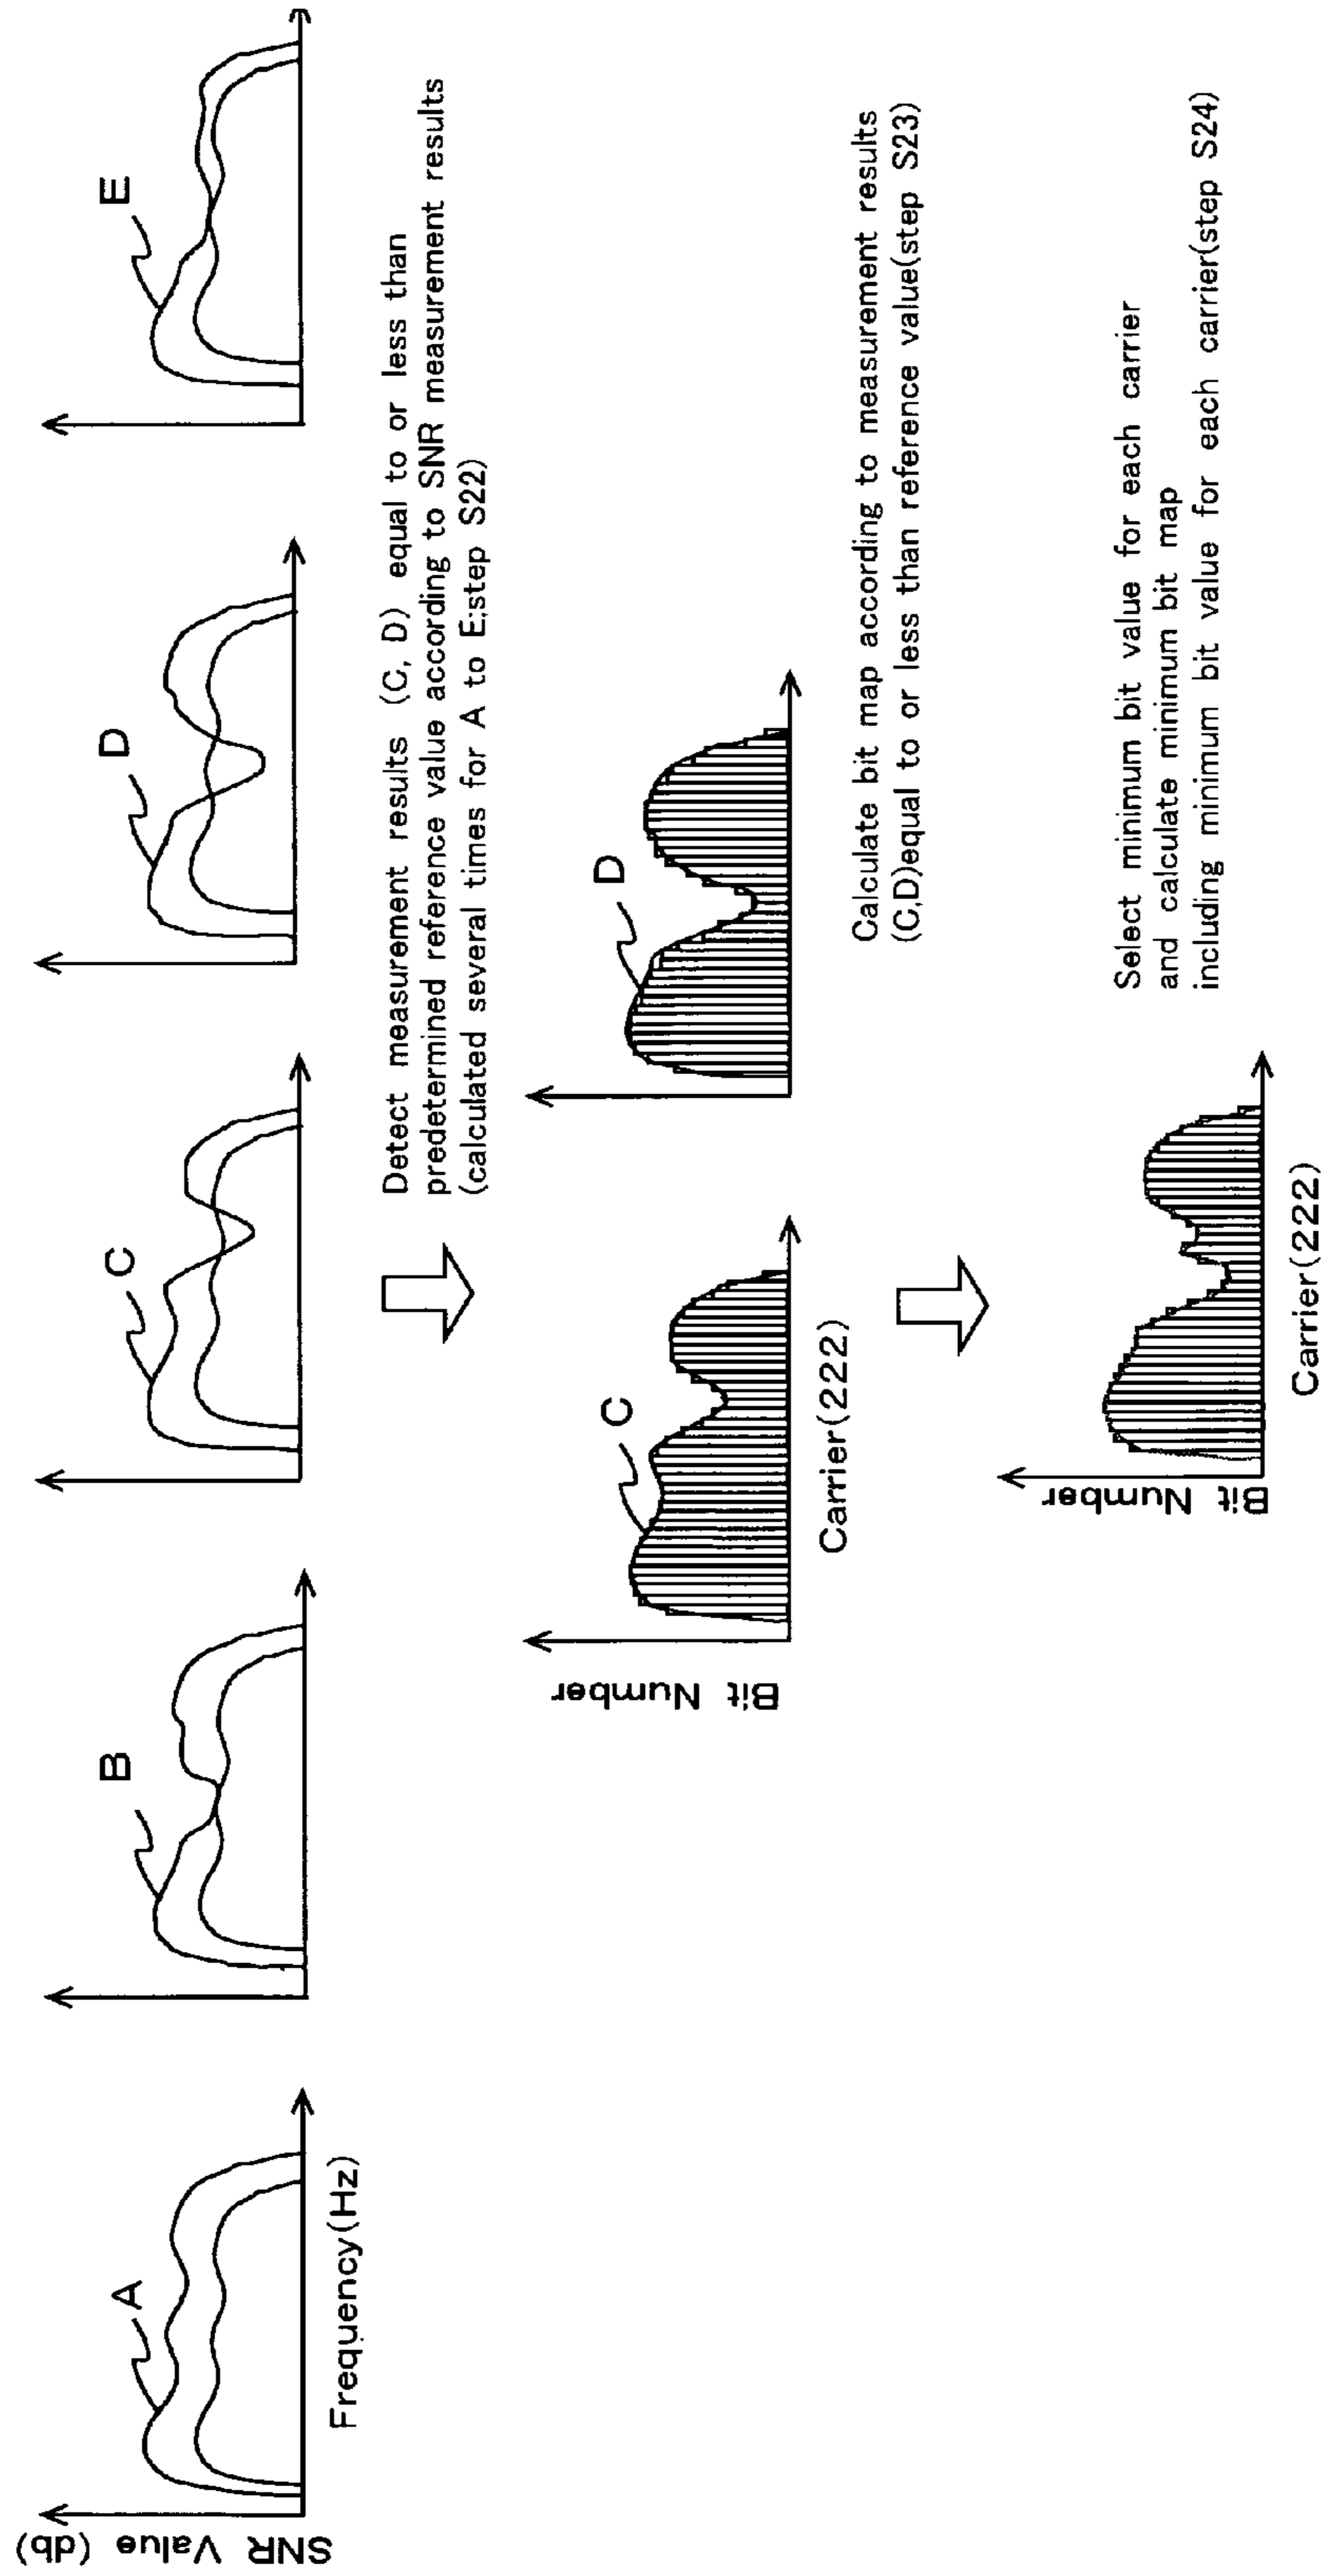 SNR Value (db)
A
B
C
D
E
Frequency(Hz)
Detect measurement results (C, D) equal to or less than
predetermined reference value according to SNR measurement results
(calculated several times for A to E:step S22)
Bit Number
C
D
Carrier(222)
Calculate bit map according to measurement results
(C,D)equal to or less than reference value(step S23)
Bit Number
Carrier(222)
Select minimum bit value for each carrier
and calculate minimum bit map
including minimum bit value for each carrier(step S24)